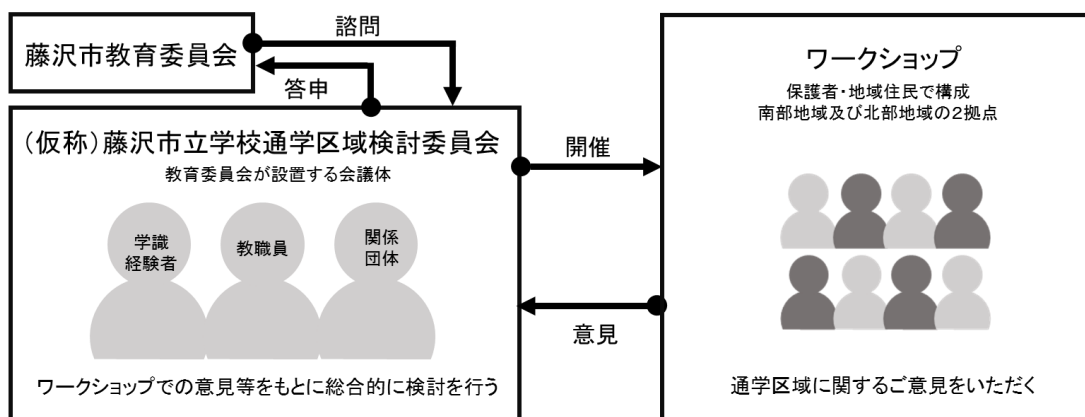 諮問
藤沢市教育委員会
答申
(仮称)藤沢市立学校通学区域検討委員会
教育委員会が設置する会議体
学識
経験者
教職員
関係
団体
ワークショップでの意見等をもとに総合的に検討を行う
開催
意見
ワークショップ
保護者・地域住民で構成
南部地域及び北部地域の2拠点
通学区域に関するご意見をいただく